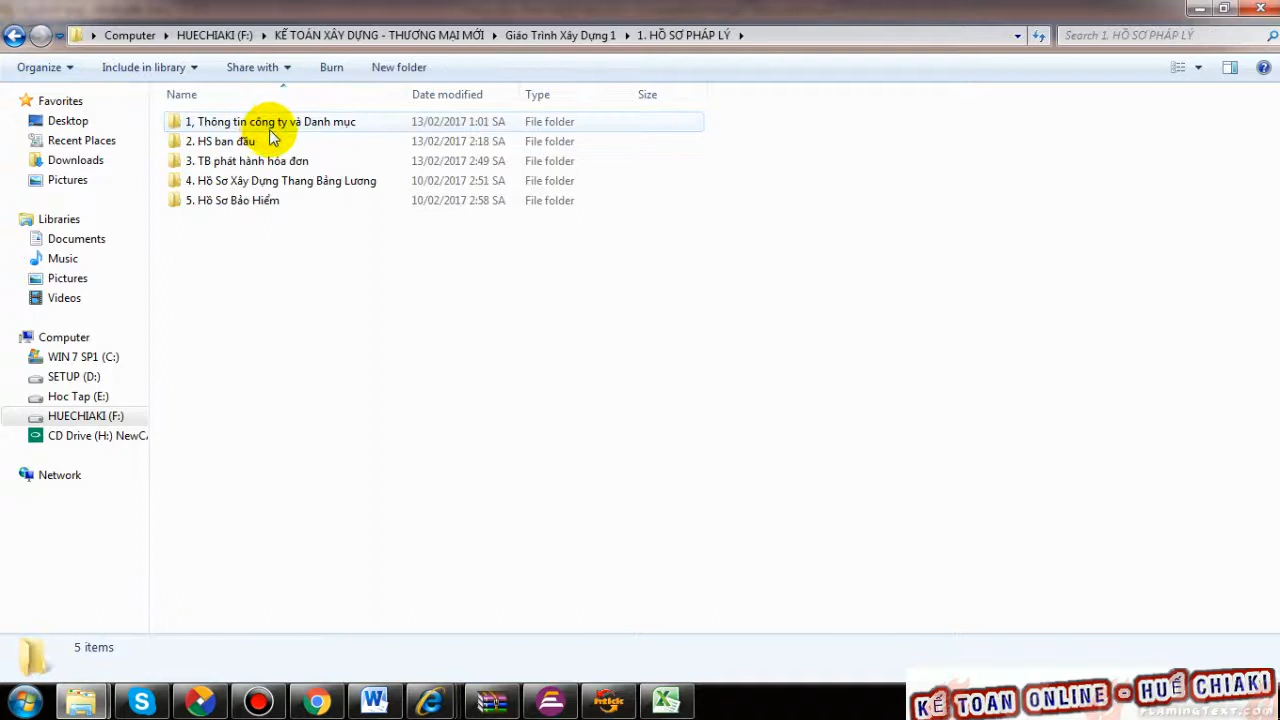 Computer HUECHIAKI (F:) KẾ TOÁN XÂY DỰNG - THƯƠNG MẠI MỚI Giáo Trình Xây Dựng 1 1. HỒ SƠ PHÁP LÝ Search 1. HỒ SƠ PHÁP LÝ
Organize Include in library Share with Burn New folder
Name Date modified Type Size
Favorites
Desktop
Recent Places
Downloads
Pictures
Libraries
Documents
Music
Pictures
Videos
Computer
WIN 7 SP1 (C:)
SETUP (D:)
Hoc Tap (E:)
HUECHIAKI (F:)
CD Drive (H:) NewCA
Network
1, Thông tin công ty và Danh mục 13/02/2017 1:01 SA File folder
2. HS ban đầu 13/02/2017 2:18 SA File folder
3. TB phát hành hóa đơn 13/02/2017 2:49 SA File folder
4. Hồ Sơ Xây Dựng Thang Bảng Lương 10/02/2017 2:51 SA File folder
5. Hồ Sơ Bảo Hiểm 10/02/2017 2:58 SA File folder
5 items
KẾ TOAN ONLINE - HUẾ CHIAKI
FLAMINGTEXT.COM